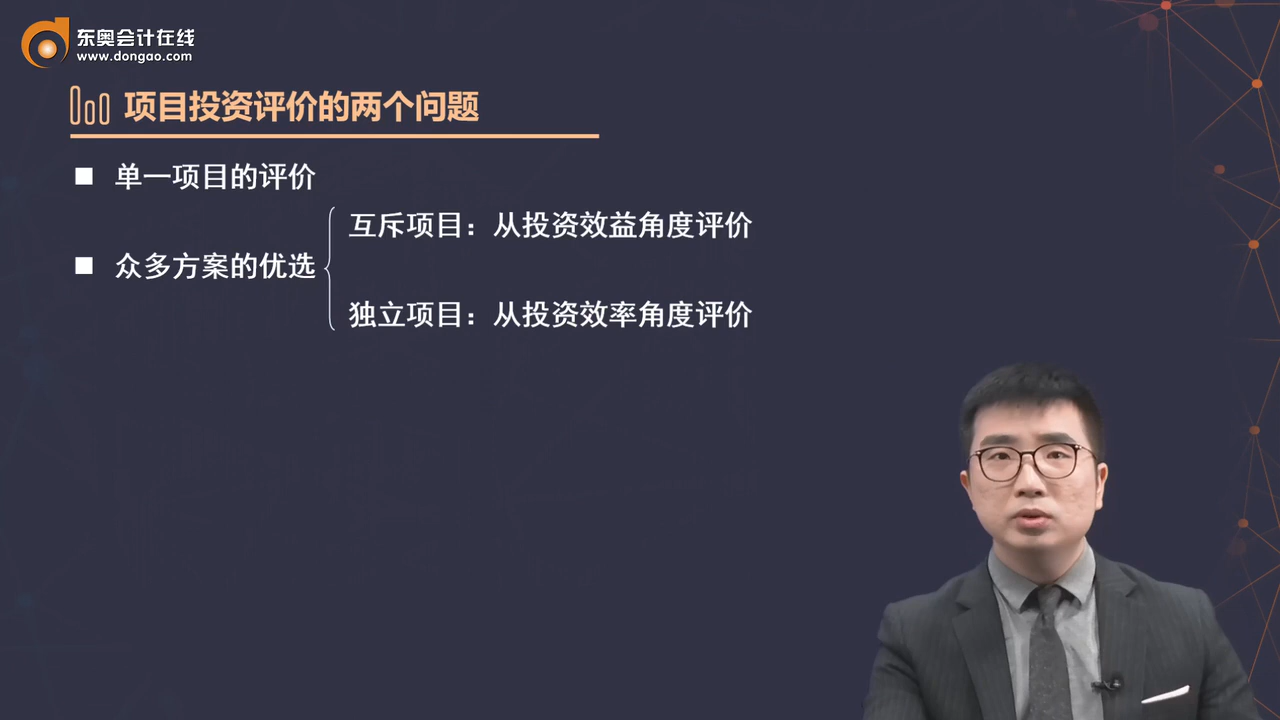 东奥会计在线
www.dongao.com
项目投资评价的两个问题
■ 单一项目的评价
互斥项目：从投资效益角度评价
■ 众多方案的优选
独立项目：从投资效率角度评价